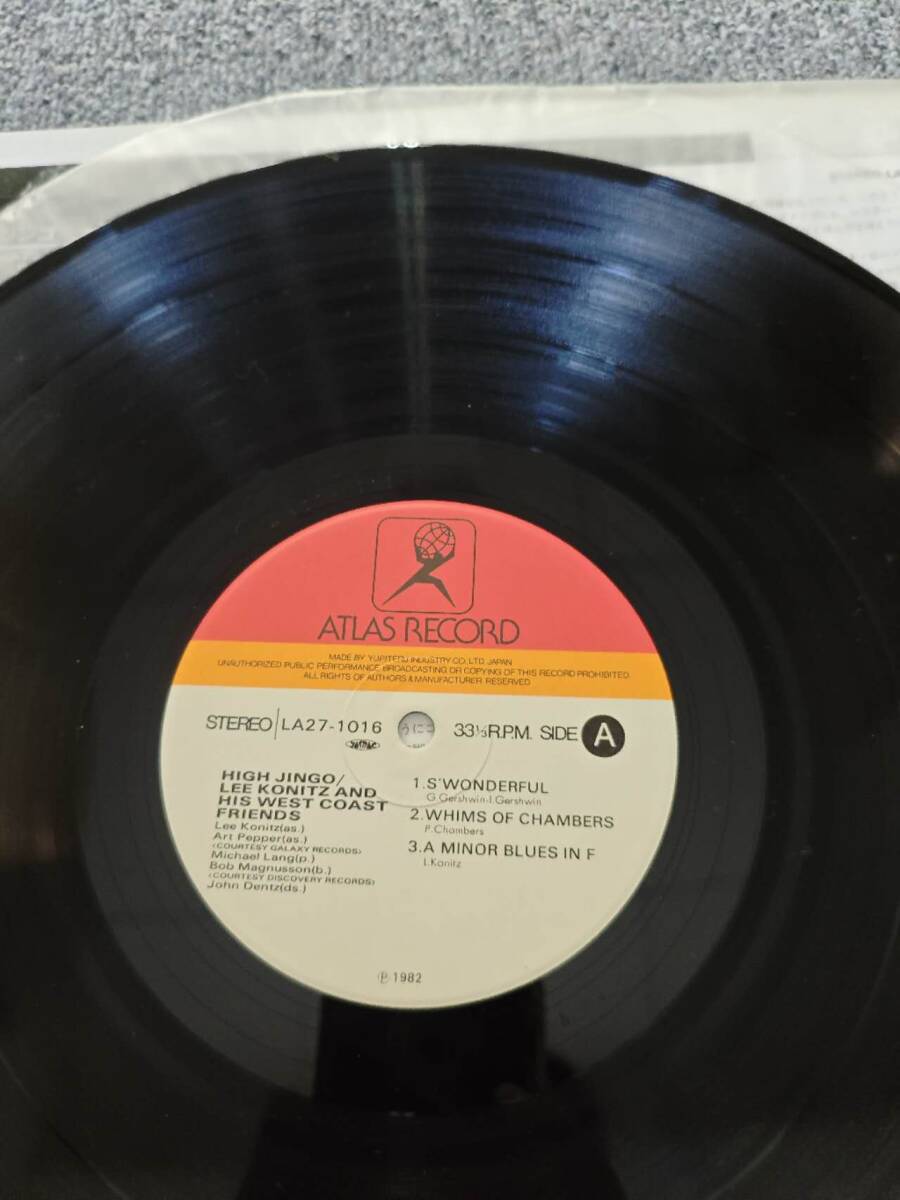 ATLAS RECORD
MADE BY YUPITERU INDUSTRY CO., LTD. JAPAN
UNAUTHORIZED PUBLIC PERFORMANCE BROADCASTING OR COPYING OF THIS RECORD PROHIBITED.
ALL RIGHTS OF AUTHORS & MANUFACTURER RESERVED
STEREO LA27-1016
33⅓R.P.M. SIDE A
HIGH JINGO/
LEE KONITZ AND
HIS WEST COAST
FRIENDS
Lee Konitz(as.)
Art Pepper(as.)
<COURTESY GALAXY RECORDS>
Michael Lang(p.)
Bob Magnusson(b.)
<COURTESY DISCOVERY RECORDS>
John Dentz(ds.)
1.S'WONDERFUL
G.Gershwin-I.Gershwin
2.WHIMS OF CHAMBERS
P.Chambers
3.A MINOR BLUES IN F
L.Konitz
Ⓟ 1982